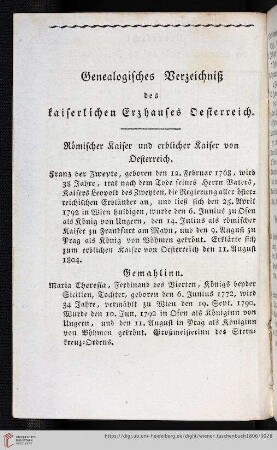 Genealogisches Verzeichniß
des
kaiserlichen Erzhauses Oesterreich.
Römischer Kaiser und erblicher Kaiser von
Oesterreich.
Franz der Zweyte, geboren den 12. Februar 1768, wird
38 Jahre, trat nach dem Tode seines Herrn Vaters,
Kaisers Leopold des Zweyten, die Regierung aller öster-
reichischen Erbländer an, und ließ sich den 25. April
1792 in Wien huldigen, wurde den 6. Junius zu Ofen
als König von Ungern, den 14. Julius als römischer
Kaiser zu Frankfurt am Mayn, und den 9. August zu
Prag als König von Böhmen gekrönt. Erklärte sich
zum erblichen Kaiser von Oesterreich den 11. August
1804.
Gemahlinn.
Maria Theresia, Ferdinand des Vierten, Königs beyder
Sicilien, Tochter, geboren den 6. Junius 1772, wird
34 Jahre, vermählt zu Wien den 19. Sept. 1790.
Wurde den 10. Jun. 1792 in Ofen als Königinn von
Ungern, und den 11. August in Prag als Königinn
von Böhmen gekrönt. Großmeisterinn des Stern-
kreuz-Ordens.